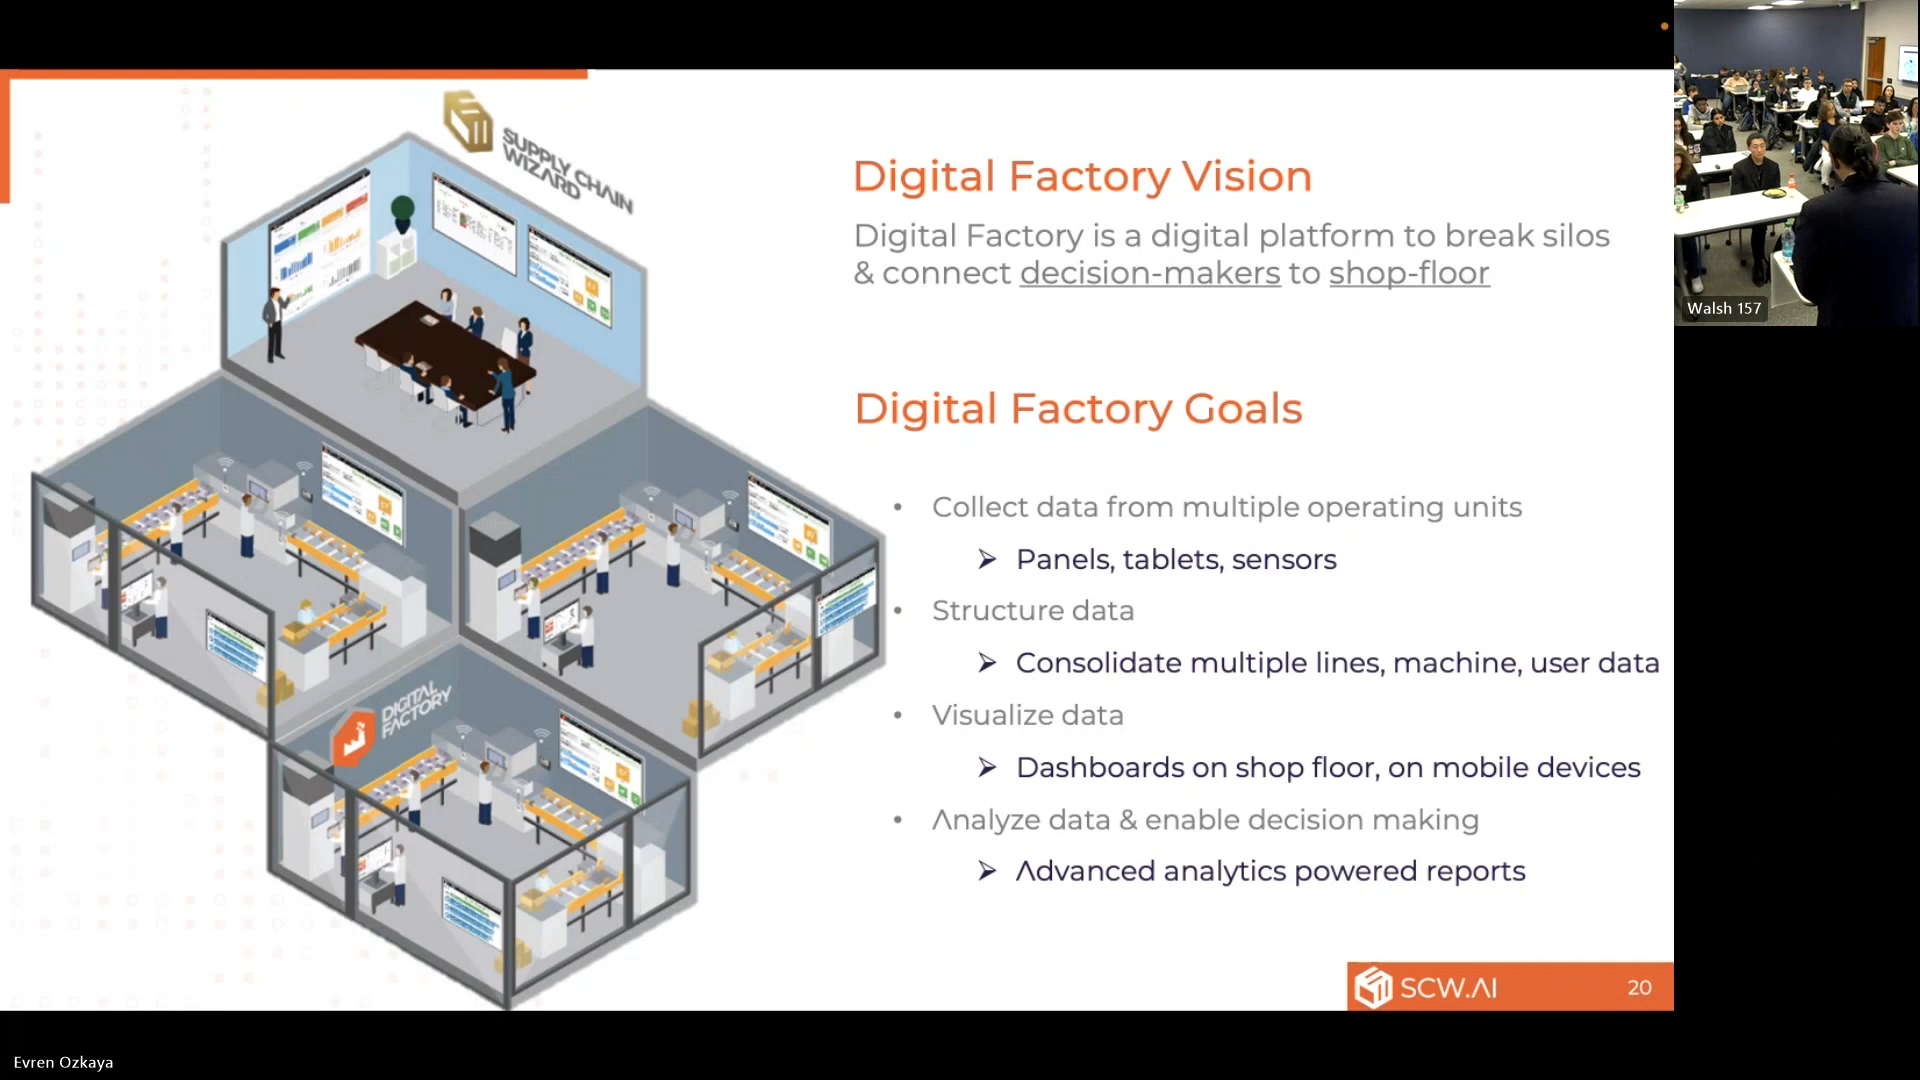 SUPPLY CHAIN
WIZARD
Digital Factory Vision
Digital Factory is a digital platform to break silos
& connect decision-makers to shop-floor
Digital Factory Goals
• Collect data from multiple operating units
➢ Panels, tablets, sensors
• Structure data
➢ Consolidate multiple lines, machine, user data
• Visualize data
➢ Dashboards on shop floor, on mobile devices
• Analyze data & enable decision making
➢ Advanced analytics powered reports
DIGITAL
FACTORY
SCW.AI
20
Walsh 157
Evren Ozkaya